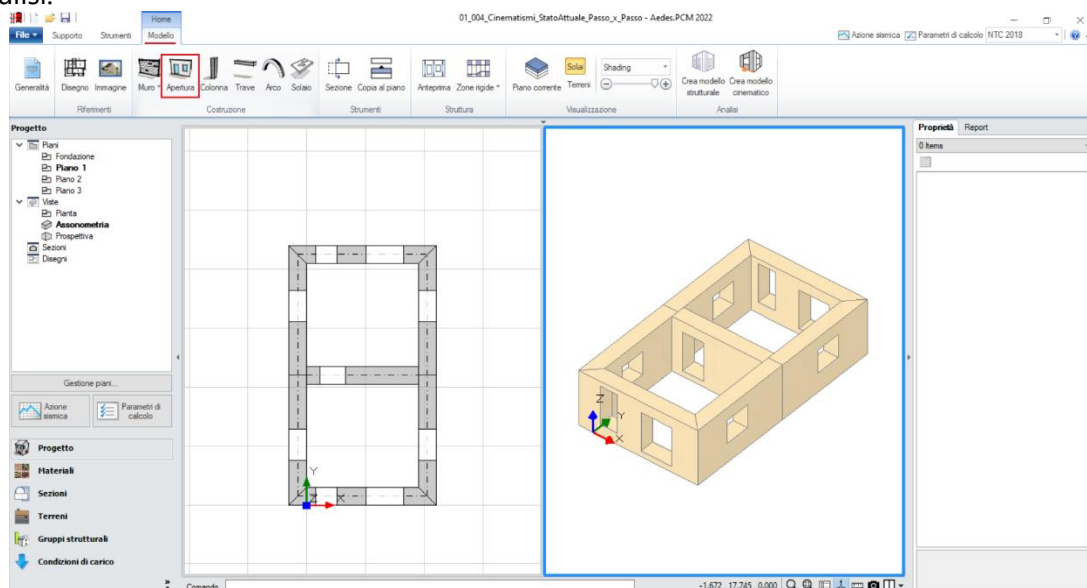 alisi.
Home
01_004_Cinematismi_StatoAttuale_Passo_x_Passo - Aedes.PCM 2022
File Supporto Strumenti Modello
Azione sismica Parametri di calcolo NTC 2018
Generalità Disegno Immagine Muro Apertura Colonna Trave Arco Solaio Sezione Copia al piano Anteprima Zone rigide Piano corrente Solai Terreni Shading Crea modello strutturale Crea modello cinematico
Riferimenti Costruzione Strumenti Struttura Visualizzazione Analisi
Progetto
Piani
Fondazione
Piano 1
Piano 2
Piano 3
Viste
Pianta
Assonometria
Prospettiva
Sezioni
Disegni
Gestione piani...
Azione sismica
Parametri di calcolo
Progetto
Materiali
Sezioni
Terreni
Gruppi strutturali
Condizioni di carico
Y
Z X
Z
Y
X
Proprietà Report
0 Items
Comando
-1.672 17.745 0.000